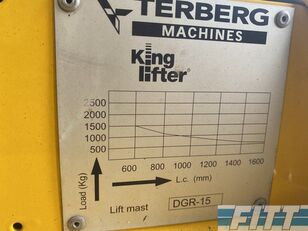 TERBERG
MACHINES
King
lifter®
2500
2000
1500
1000
500
600 800 1000 1200 1400 1600
Load (Kg)
L.c. (mm)
Lift mast DGR-15
FITT